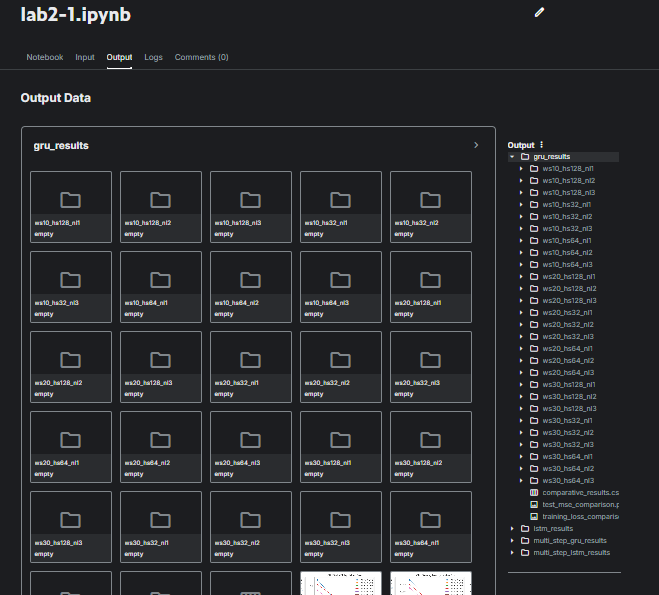 lab2-1.ipynb
Notebook Input Output Logs Comments (0)
Output Data
gru_results
ws10_hs128_nl1 ws10_hs128_nl2 ws10_hs128_nl3 ws10_hs32_nl1 ws10_hs32_nl2
empty empty empty empty empty
ws10_hs32_nl3 ws10_hs64_nl1 ws10_hs64_nl2 ws10_hs64_nl3 ws20_hs128_nl1
empty empty empty empty empty
ws20_hs128_nl2 ws20_hs128_nl3 ws20_hs32_nl1 ws20_hs32_nl2 ws20_hs32_nl3
empty empty empty empty empty
ws20_hs64_nl1 ws20_hs64_nl2 ws20_hs64_nl3 ws30_hs128_nl1 ws30_hs128_nl2
empty empty empty empty empty
ws30_hs128_nl3 ws30_hs32_nl1 ws30_hs32_nl2 ws30_hs32_nl3 ws30_hs64_nl1
empty empty empty empty empty
Output
gru_results
ws10_hs128_nl1
ws10_hs128_nl2
ws10_hs128_nl3
ws10_hs32_nl1
ws10_hs32_nl2
ws10_hs32_nl3
ws10_hs64_nl1
ws10_hs64_nl2
ws10_hs64_nl3
ws20_hs128_nl1
ws20_hs128_nl2
ws20_hs128_nl3
ws20_hs32_nl1
ws20_hs32_nl2
ws20_hs32_nl3
ws20_hs64_nl1
ws20_hs64_nl2
ws20_hs64_nl3
ws30_hs128_nl1
ws30_hs128_nl2
ws30_hs128_nl3
ws30_hs32_nl1
ws30_hs32_nl2
ws30_hs32_nl3
ws30_hs64_nl1
ws30_hs64_nl2
ws30_hs64_nl3
comparative_results.cs
test_mse_comparison.p
training_loss_comparis
lstm_results
multi_step_gru_results
multi_step_lstm_results